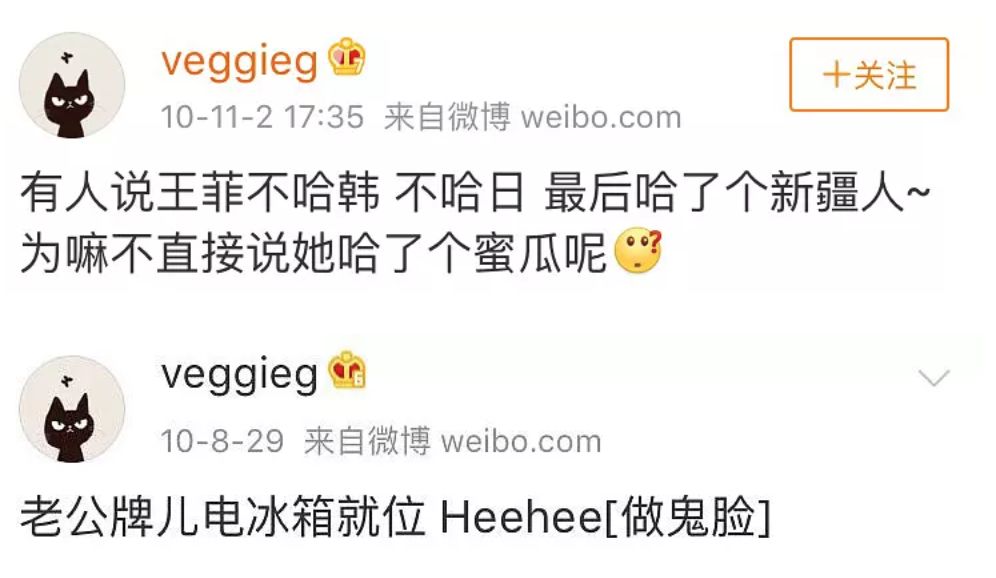 veggieg
+关注
10-11-2 17:35 来自微博 weibo.com
有人说王菲不哈韩 不哈日 最后哈了个新疆人~
为嘛不直接说她哈了个蜜瓜呢
veggieg
10-8-29 来自微博 weibo.com
老公牌儿电冰箱就位 Heehee[做鬼脸]